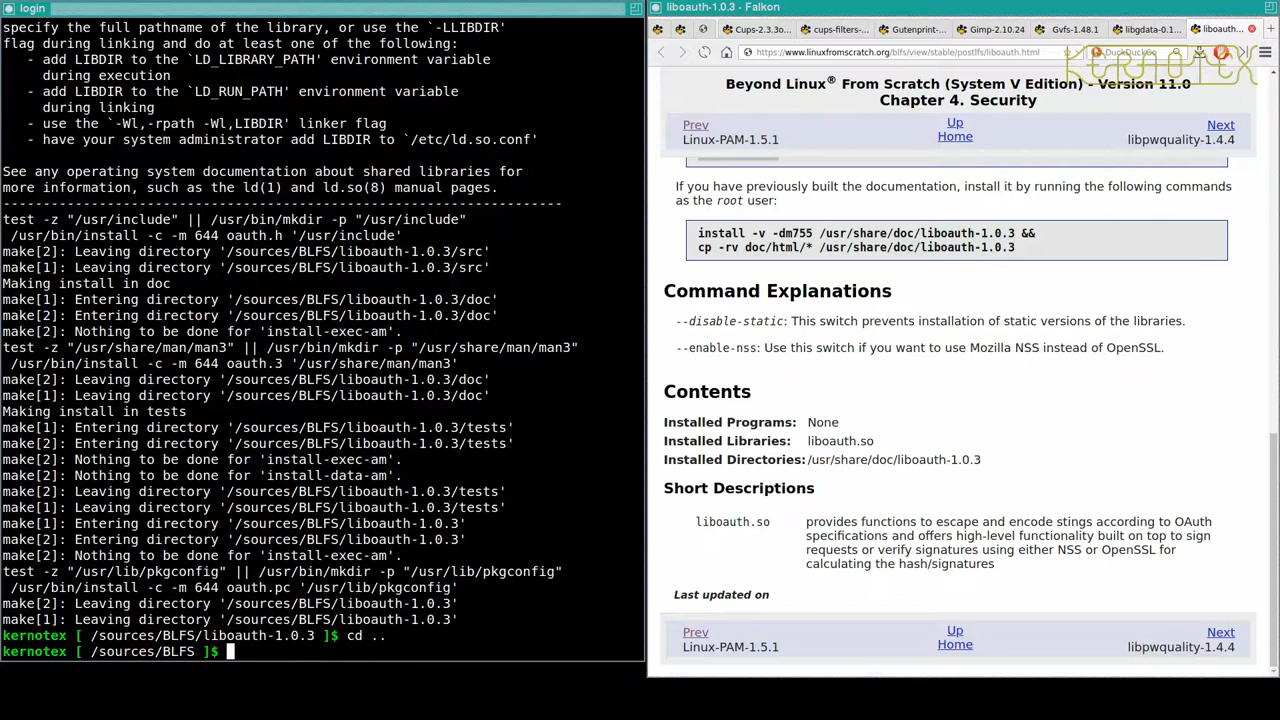 login
specify the full pathname of the library, or use the `-LLIBDIR'
flag during linking and do at least one of the following:
- add LIBDIR to the `LD_LIBRARY_PATH' environment variable
during execution
- add LIBDIR to the `LD_RUN_PATH' environment variable
during linking
- use the `-Wl,-rpath -Wl,LIBDIR' linker flag
- have your system administrator add LIBDIR to `/etc/ld.so.conf'
See any operating system documentation about shared libraries for
more information, such as the ld(1) and ld.so(8) manual pages.
----------------------------------------------------------------------
test -z "/usr/include" || /usr/bin/mkdir -p "/usr/include"
/usr/bin/install -c -m 644 oauth.h '/usr/include'
make[2]: Leaving directory '/sources/BLFS/liboauth-1.0.3/src'
make[1]: Leaving directory '/sources/BLFS/liboauth-1.0.3/src'
Making install in doc
make[1]: Entering directory '/sources/BLFS/liboauth-1.0.3/doc'
make[2]: Entering directory '/sources/BLFS/liboauth-1.0.3/doc'
make[2]: Nothing to be done for 'install-exec-am'.
test -z "/usr/share/man/man3" || /usr/bin/mkdir -p "/usr/share/man/man3"
/usr/bin/install -c -m 644 oauth.3 '/usr/share/man/man3'
make[2]: Leaving directory '/sources/BLFS/liboauth-1.0.3/doc'
make[1]: Leaving directory '/sources/BLFS/liboauth-1.0.3/doc'
Making install in tests
make[1]: Entering directory '/sources/BLFS/liboauth-1.0.3/tests'
make[2]: Entering directory '/sources/BLFS/liboauth-1.0.3/tests'
make[2]: Nothing to be done for 'install-exec-am'.
make[2]: Nothing to be done for 'install-data-am'.
make[2]: Leaving directory '/sources/BLFS/liboauth-1.0.3/tests'
make[1]: Leaving directory '/sources/BLFS/liboauth-1.0.3/tests'
make[1]: Entering directory '/sources/BLFS/liboauth-1.0.3'
make[2]: Entering directory '/sources/BLFS/liboauth-1.0.3'
make[2]: Nothing to be done for 'install-exec-am'.
test -z "/usr/lib/pkgconfig" || /usr/bin/mkdir -p "/usr/lib/pkgconfig"
/usr/bin/install -c -m 644 oauth.pc '/usr/lib/pkgconfig'
make[2]: Leaving directory '/sources/BLFS/liboauth-1.0.3'
make[1]: Leaving directory '/sources/BLFS/liboauth-1.0.3'
kernotex [ /sources/BLFS/liboauth-1.0.3 ]$ cd ..
kernotex [ /sources/BLFS ]$
liboauth-1.0.3 - Falkon
Cups-2.3.3o... cups-filters-... Gutenprint-... Gimp-2.10.24 Gvfs-1.48.1 libgdata-0.1... liboauth...
https://www.linuxfromscratch.org/blfs/view/stable/postlfs/liboauth.html DuckDuckGo
KERNOTEX
Beyond Linux® From Scratch (System V Edition) - Version 11.0
Chapter 4. Security
Prev Up Next
Linux-PAM-1.5.1 Home libpwquality-1.4.4
If you have previously built the documentation, install it by running the following commands
as the root user:
install -v -dm755 /usr/share/doc/liboauth-1.0.3 &&
cp -rv doc/html/* /usr/share/doc/liboauth-1.0.3
Command Explanations
--disable-static: This switch prevents installation of static versions of the libraries.
--enable-nss: Use this switch if you want to use Mozilla NSS instead of OpenSSL.
Contents
Installed Programs: None
Installed Libraries: liboauth.so
Installed Directories: /usr/share/doc/liboauth-1.0.3
Short Descriptions
liboauth.so provides functions to escape and encode stings according to OAuth
specifications and offers high-level functionality built on top to sign
requests or verify signatures using either NSS or OpenSSL for
calculating the hash/signatures
Last updated on
Prev Up Next
Linux-PAM-1.5.1 Home libpwquality-1.4.4